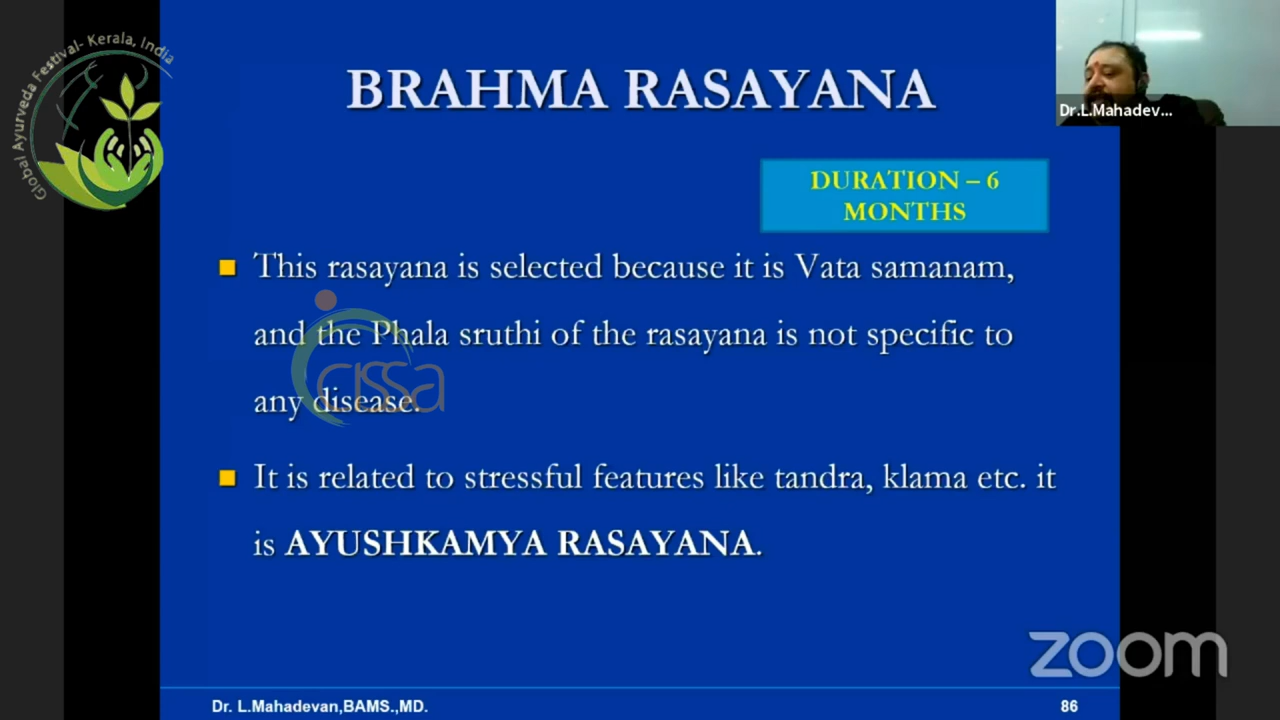 Global Ayurveda Festival- Kerala, India
BRAHMA RASAYANA
Dr.L.Mahadev...
DURATION – 6
MONTHS
This rasayana is selected because it is Vata samanam,
and the Phala sruthi of the rasayana is not specific to
any disease.
cissa
It is related to stressful features like tandra, klama etc. it
is AYUSHKAMYA RASAYANA.
zoom
Dr. L.Mahadevan,BAMS.,MD.
86